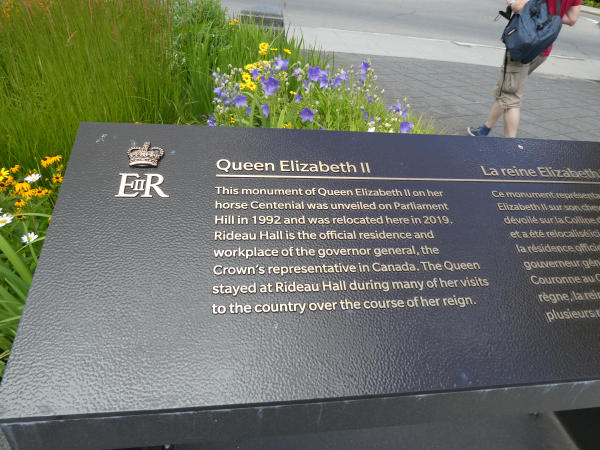 EIIR
Queen Elizabeth II
This monument of Queen Elizabeth II on her
horse Centenial was unveiled on Parliament
Hill in 1992 and was relocated here in 2019.
Rideau Hall is the official residence and
workplace of the governor general, the
Crown's representative in Canada. The Queen
stayed at Rideau Hall during many of her visits
to the country over the course of her reign.
La reine Elizabeth
Ce monument représenta
Elizabeth II sur son chev
dévoilé sur la Colline
et a été relocalisé ici
la résidence offici
gouverneur gén
Couronne au C
règne, la rein
plusieurs